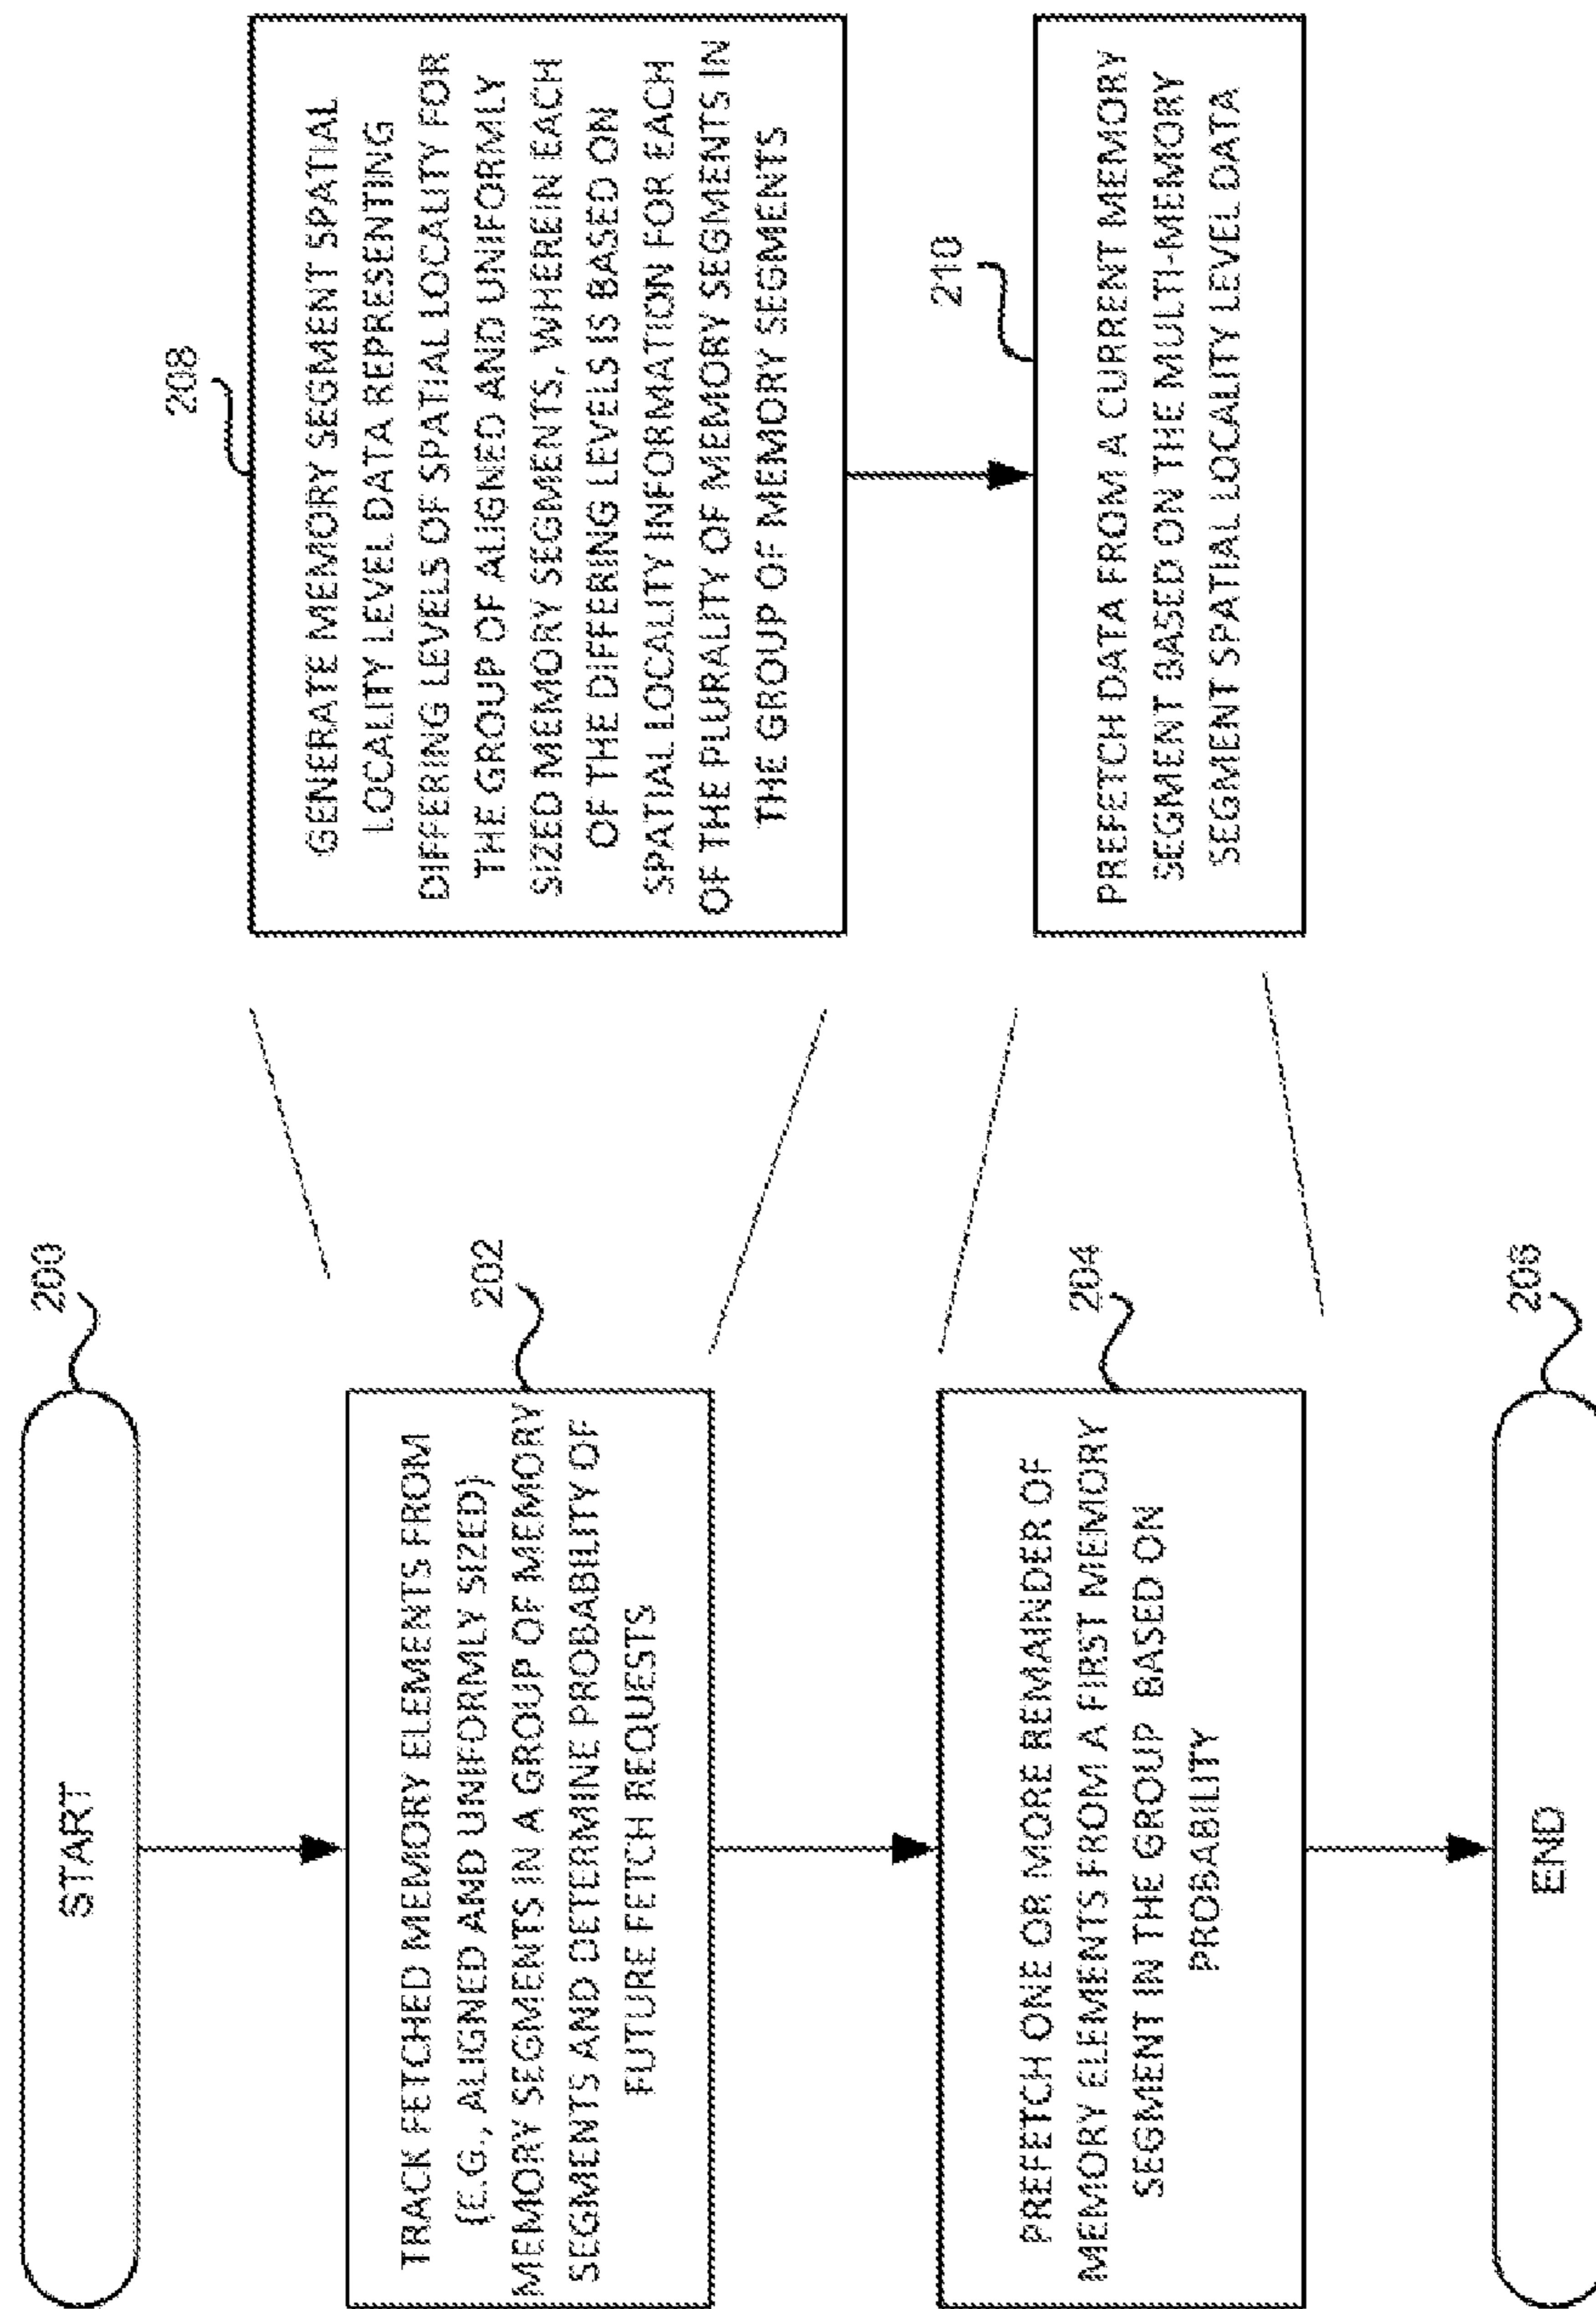 200
START
202
TRACK FETCHED MEMORY ELEMENTS FROM
(E.G., ALIGNED AND UNIFORMLY SIZED)
MEMORY SEGMENTS IN A GROUP OF MEMORY
SEGMENTS AND DETERMINE PROBABILITY OF
FUTURE FETCH REQUESTS
204
PREFETCH ONE OR MORE REMAINDER OF
MEMORY ELEMENTS FROM A FIRST MEMORY
SEGMENT IN THE GROUP BASED ON
PROBABILITY
206
END
208
GENERATE MEMORY SEGMENT SPATIAL
LOCALITY LEVEL DATA REPRESENTING
DIFFERING LEVELS OF SPATIAL LOCALITY FOR
THE GROUP OF ALIGNED AND UNIFORMLY
SIZED MEMORY SEGMENTS, WHEREIN EACH
OF THE DIFFERING LEVELS IS BASED ON
SPATIAL LOCALITY INFORMATION FOR EACH
OF THE PLURALITY OF MEMORY SEGMENTS IN
THE GROUP OF MEMORY SEGMENTS
210
PREFETCH DATA FROM A CURRENT MEMORY
SEGMENT BASED ON THE MULTI-MEMORY
SEGMENT SPATIAL LOCALITY LEVEL DATA